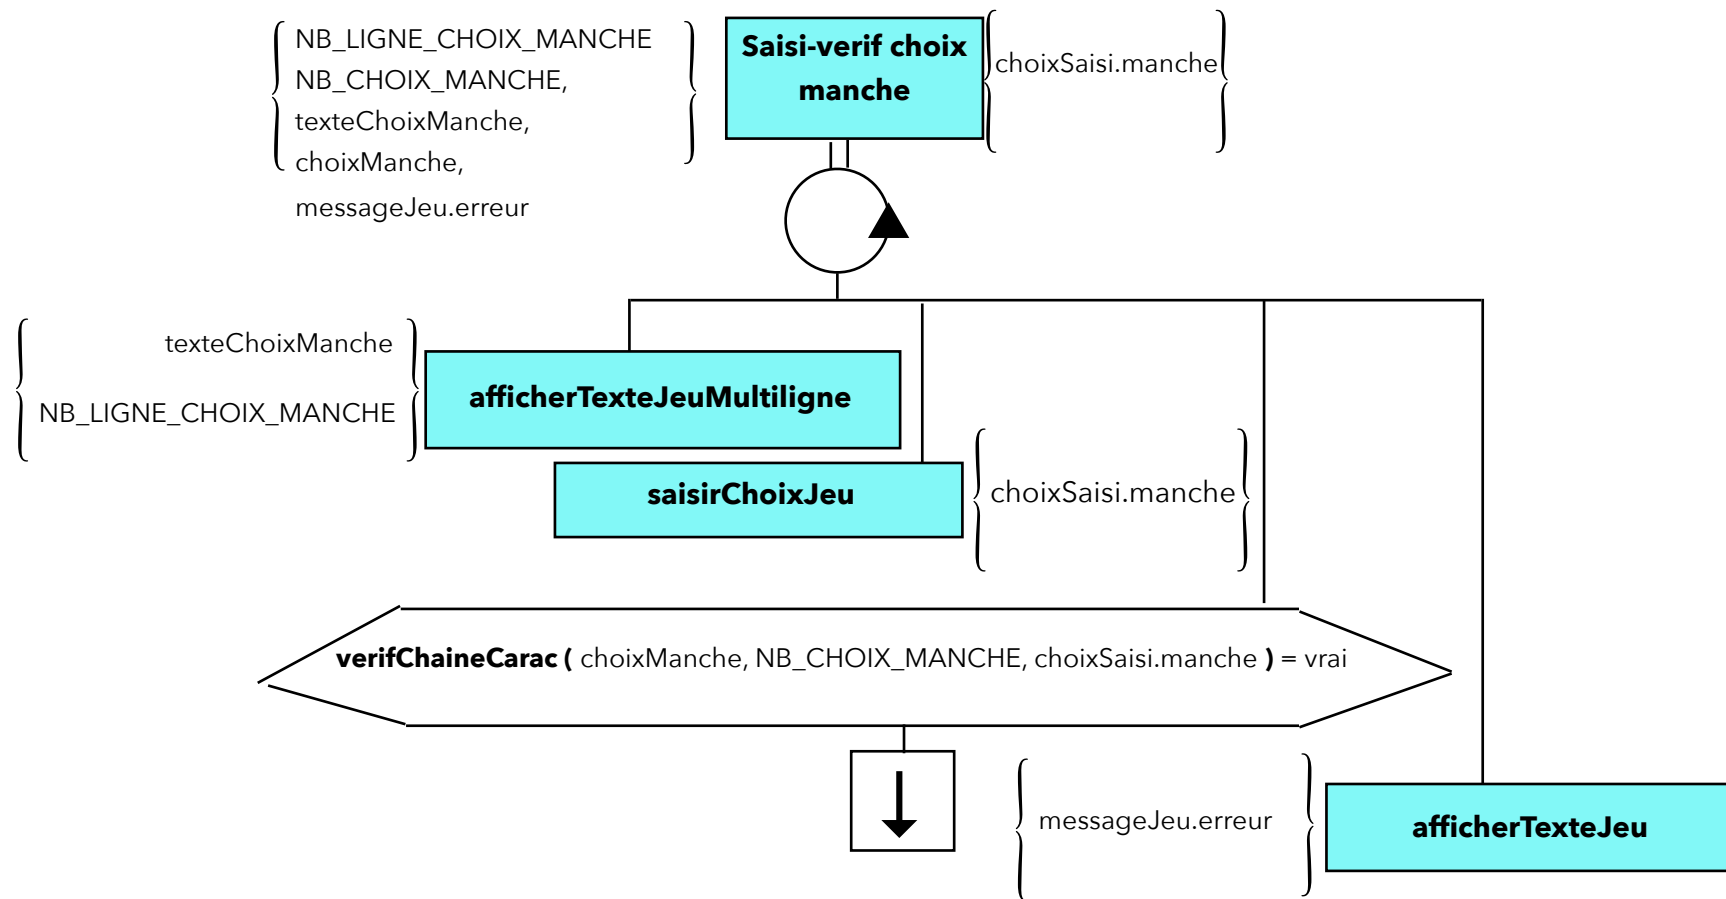 NB_LIGNE_CHOIX_MANCHE
NB_CHOIX_MANCHE,
texteChoixManche,
choixManche,
messageJeu.erreur
Saisi-verif choix
manche
choixSaisi.manche
texteChoixManche
NB_LIGNE_CHOIX_MANCHE
afficherTexteJeuMultiligne
saisirChoixJeu
choixSaisi.manche
verifChaineCarac ( choixManche, NB_CHOIX_MANCHE, choixSaisi.manche ) = vrai
messageJeu.erreur
afficherTexteJeu